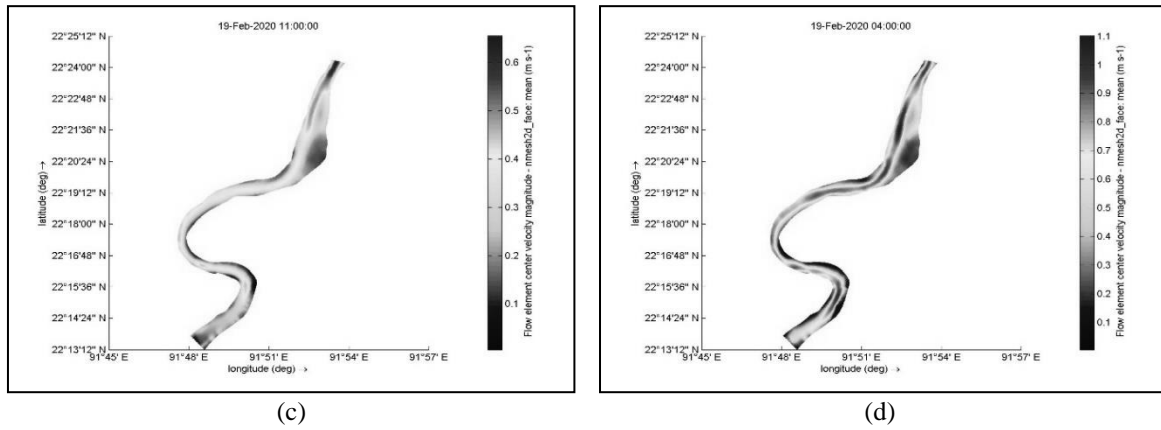 19-Feb-2020 11:00:00
22°25'12" N
22°24'00" N
22°22'48" N
22°21'36" N
22°20'24" N
22°19'12" N
22°18'00" N
22°16'48" N
22°15'36" N
22°14'24" N
22°13'12" N
latitude (deg) →
91°45' E
91°48' E
91°51' E
91°54' E
91°57' E
longitude (deg) →
0.6
0.5
0.4
0.3
0.2
0.1
Flow element center velocity magnitude - nmesh2d_face: mean (m s-1)
(c)
19-Feb-2020 04:00:00
22°25'12" N
22°24'00" N
22°22'48" N
22°21'36" N
22°20'24" N
22°19'12" N
22°18'00" N
22°16'48" N
22°15'36" N
22°14'24" N
22°13'12" N
latitude (deg) →
91°45' E
91°48' E
91°51' E
91°54' E
91°57' E
longitude (deg) →
1.1
1
0.9
0.8
0.7
0.6
0.5
0.4
0.3
0.2
0.1
Flow element center velocity magnitude - nmesh2d_face: mean (m s-1)
(d)